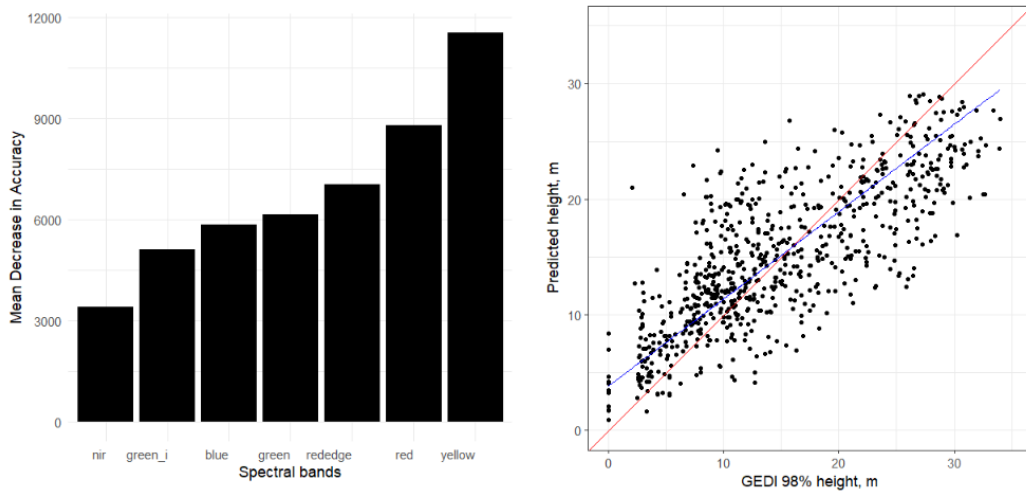 12000
9000
6000
3000
0
Mean Decrease in Accuracy
nir green_i blue green rededge red yellow
Spectral bands
30
20
10
0
Predicted height, m
0 10 20 30
GEDI 98% height, m